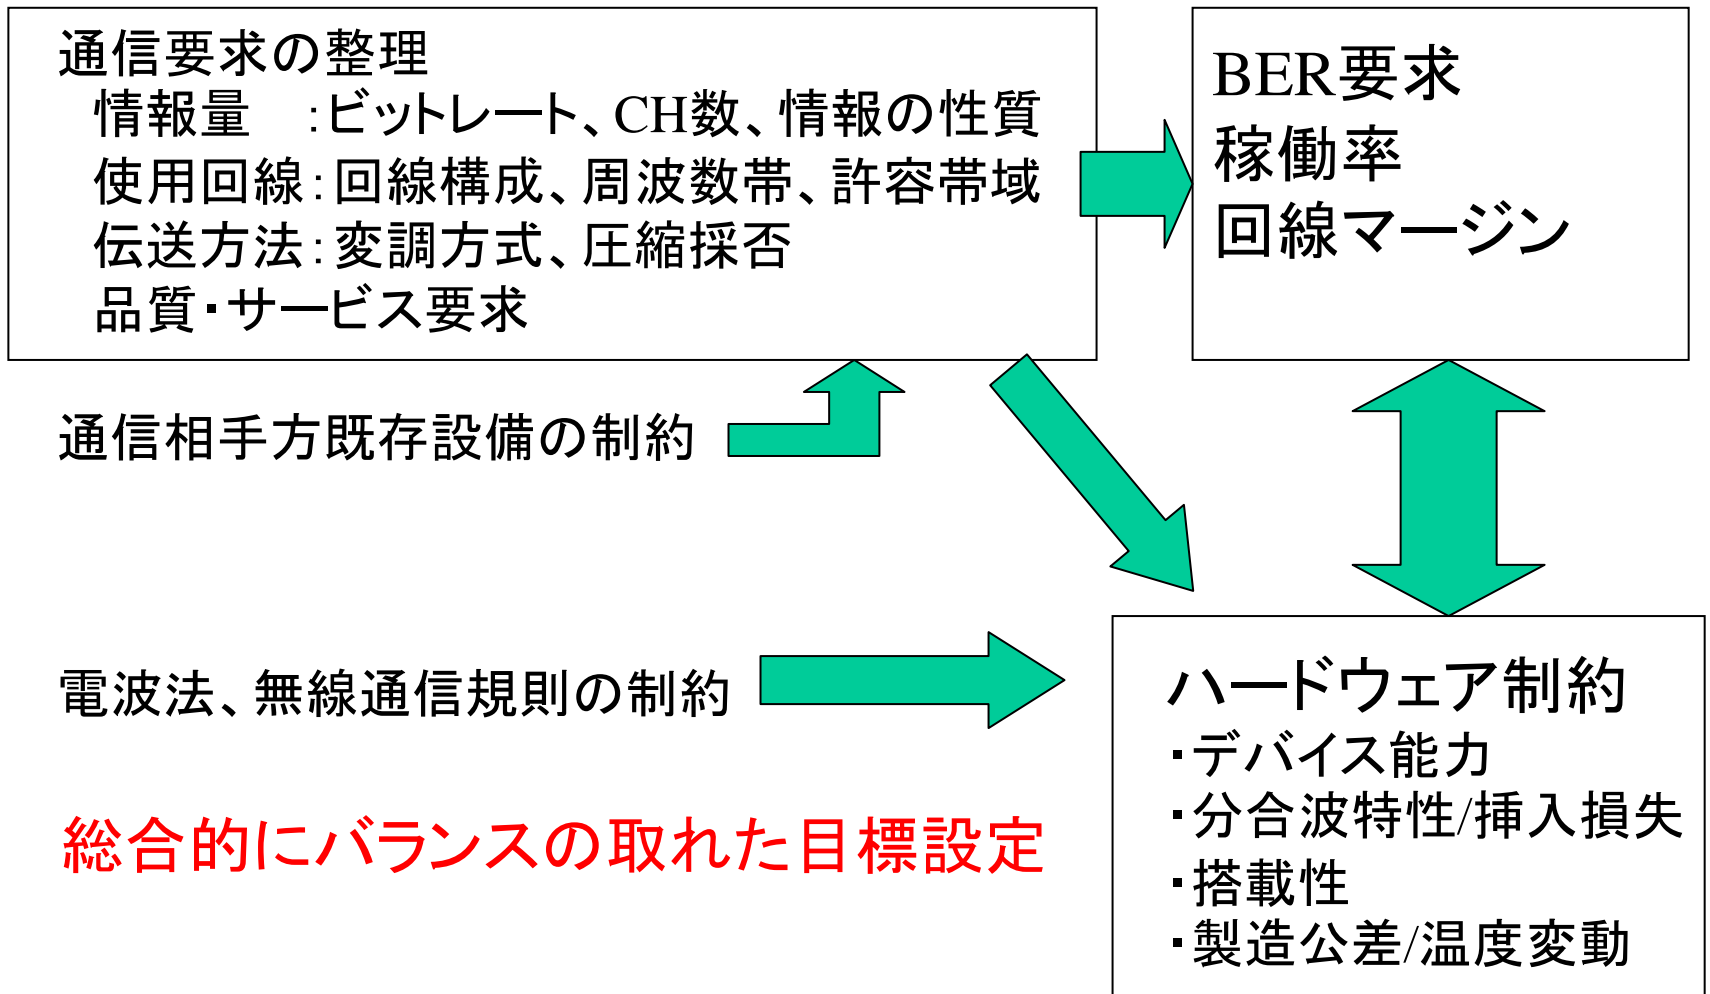 通信要求の整理
情報量　：ビットレート、CH数、情報の性質
使用回線：回線構成、周波数帯、許容帯域
伝送方法：変調方式、圧縮採否
品質・サービス要求
BER要求
稼働率
回線マージン
通信相手方既存設備の制約
電波法、無線通信規則の制約
総合的にバランスの取れた目標設定
ハードウェア制約
・デバイス能力
・分合波特性/挿入損失
・搭載性
・製造公差/温度変動